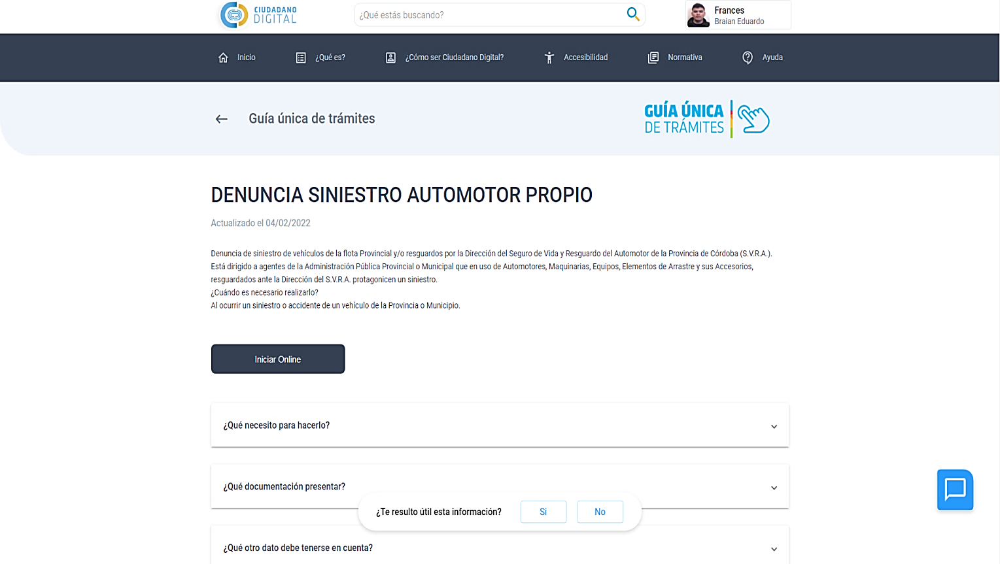 CIUDADANO
DIGITAL
¿Qué estás buscando?
Frances
Braian Eduardo
Inicio
¿Qué es?
¿Cómo ser Ciudadano Digital?
Accesibilidad
Normativa
Ayuda
Guía única de trámites
GUÍA ÚNICA
DE TRÁMITES
DENUNCIA SINIESTRO AUTOMOTOR PROPIO
Actualizado el 04/02/2022
Denuncia de siniestro de vehículos de la flota Provincial y/o resguardos por la Dirección del Seguro de Vida y Resguardo del Automotor de la Provincia de Córdoba (S.V.R.A.).
Está dirigido a agentes de la Administración Pública Provincial o Municipal que en uso de Automotores, Maquinarias, Equipos, Elementos de Arrastre y sus Accesorios,
resguardados ante la Dirección del S.V.R.A. protagonicen un siniestro.
¿Cuándo es necesario realizarlo?
Al ocurrir un siniestro o accidente de un vehículo de la Provincia o Municipio.
Iniciar Online
¿Qué necesito para hacerlo?
¿Qué documentación presentar?
¿Te resulto útil esta información?
Si
No
¿Qué otro dato debe tenerse en cuenta?